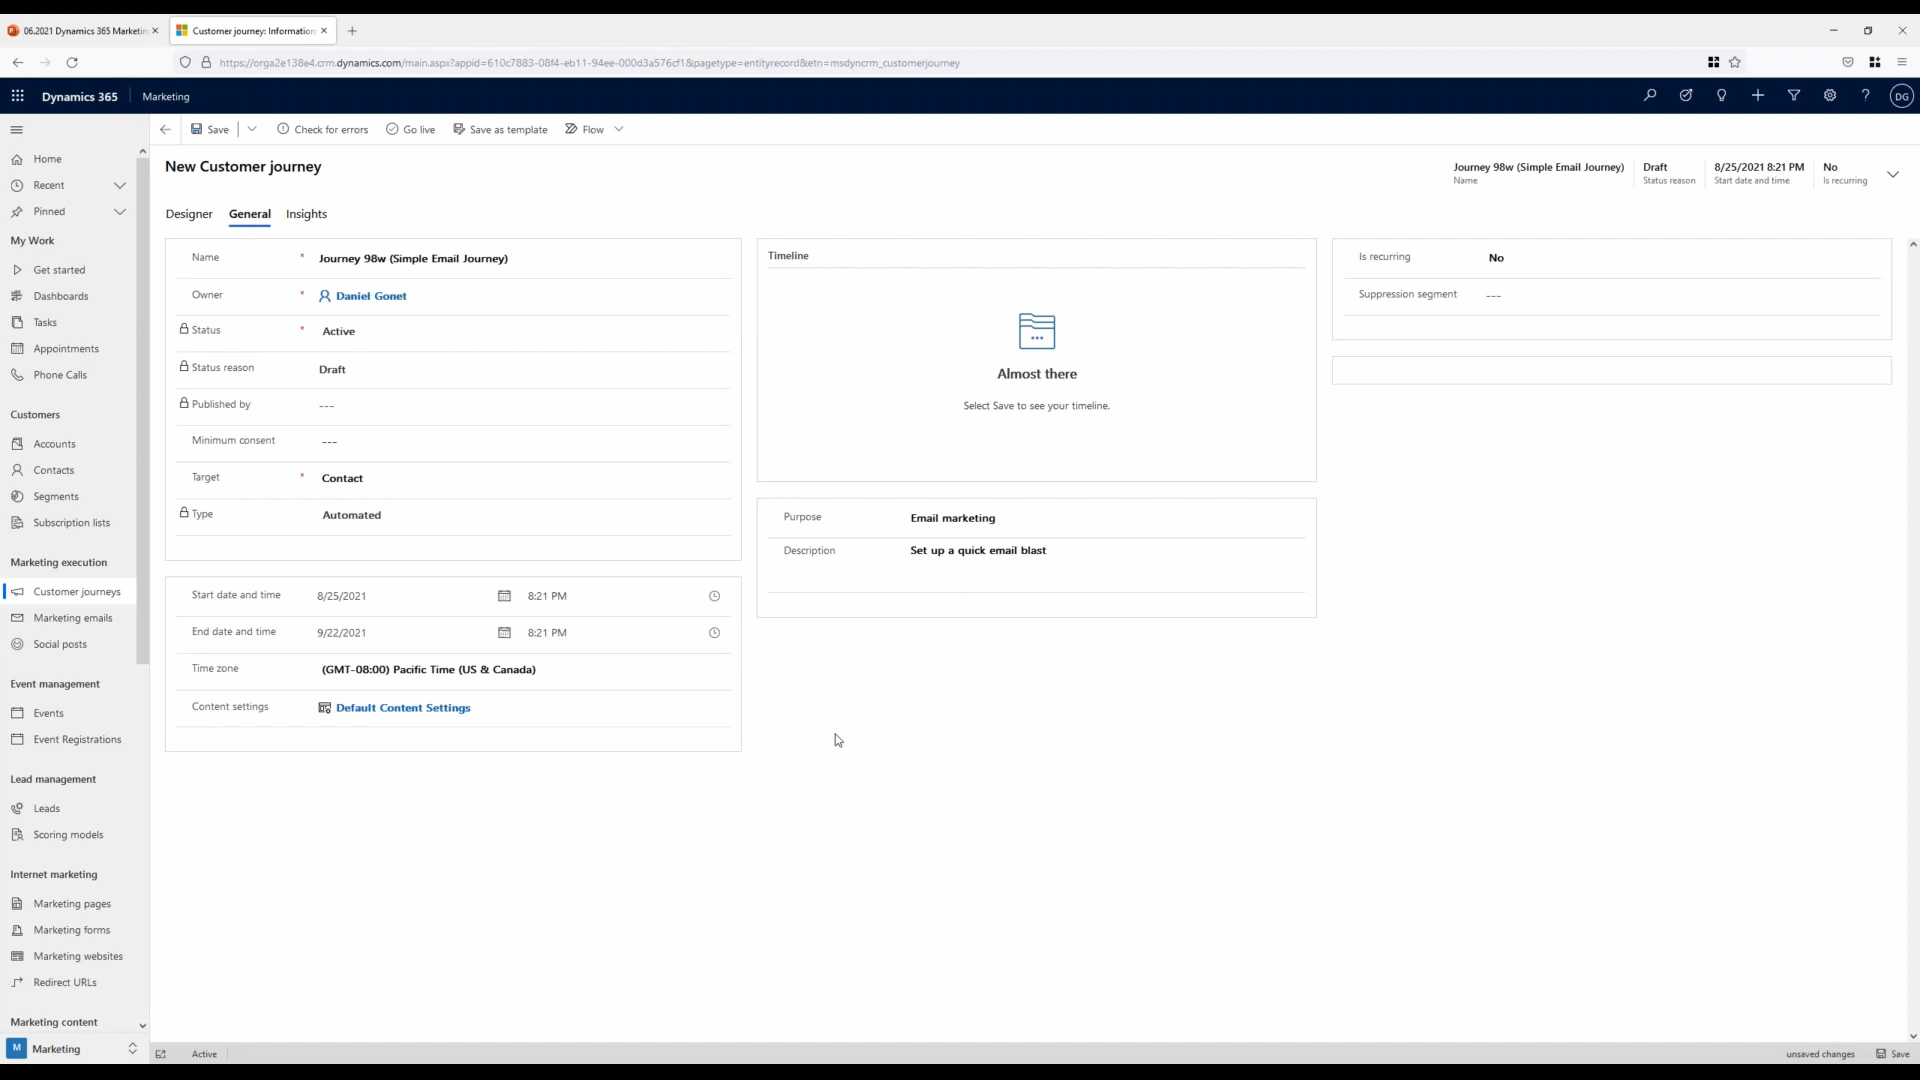 06.2021 Dynamics 365 Marketin
Customer journey: Information
https://orga2e138e4.crm.dynamics.com/main.aspx?appid=610c7883-08f4-eb11-94ee-000d3a576cf1&pagetype=entityrecord&etn=msdyncrm_customerjourney
Dynamics 365 Marketing
DG
Save Check for errors Go live Save as template Flow
New Customer journey
Journey 98w (Simple Email Journey) Draft 8/25/2021 8:21 PM No
Name Status reason Start date and time Is recurring
Designer General Insights
Home
Recent
Pinned
My Work
Get started
Dashboards
Tasks
Appointments
Phone Calls
Customers
Accounts
Contacts
Segments
Subscription lists
Marketing execution
Customer journeys
Marketing emails
Social posts
Event management
Events
Event Registrations
Lead management
Leads
Scoring models
Internet marketing
Marketing pages
Marketing forms
Marketing websites
Redirect URLs
Marketing content
M Marketing
Name * Journey 98w (Simple Email Journey)
Owner * Daniel Gonet
Status * Active
Status reason Draft
Published by ---
Minimum consent ---
Target * Contact
Type Automated
Start date and time 8/25/2021 8:21 PM
End date and time 9/22/2021 8:21 PM
Time zone (GMT-08:00) Pacific Time (US & Canada)
Content settings Default Content Settings
Timeline
Almost there
Select Save to see your timeline.
Purpose Email marketing
Description Set up a quick email blast
Is recurring No
Suppression segment ---
Active
unsaved changes Save